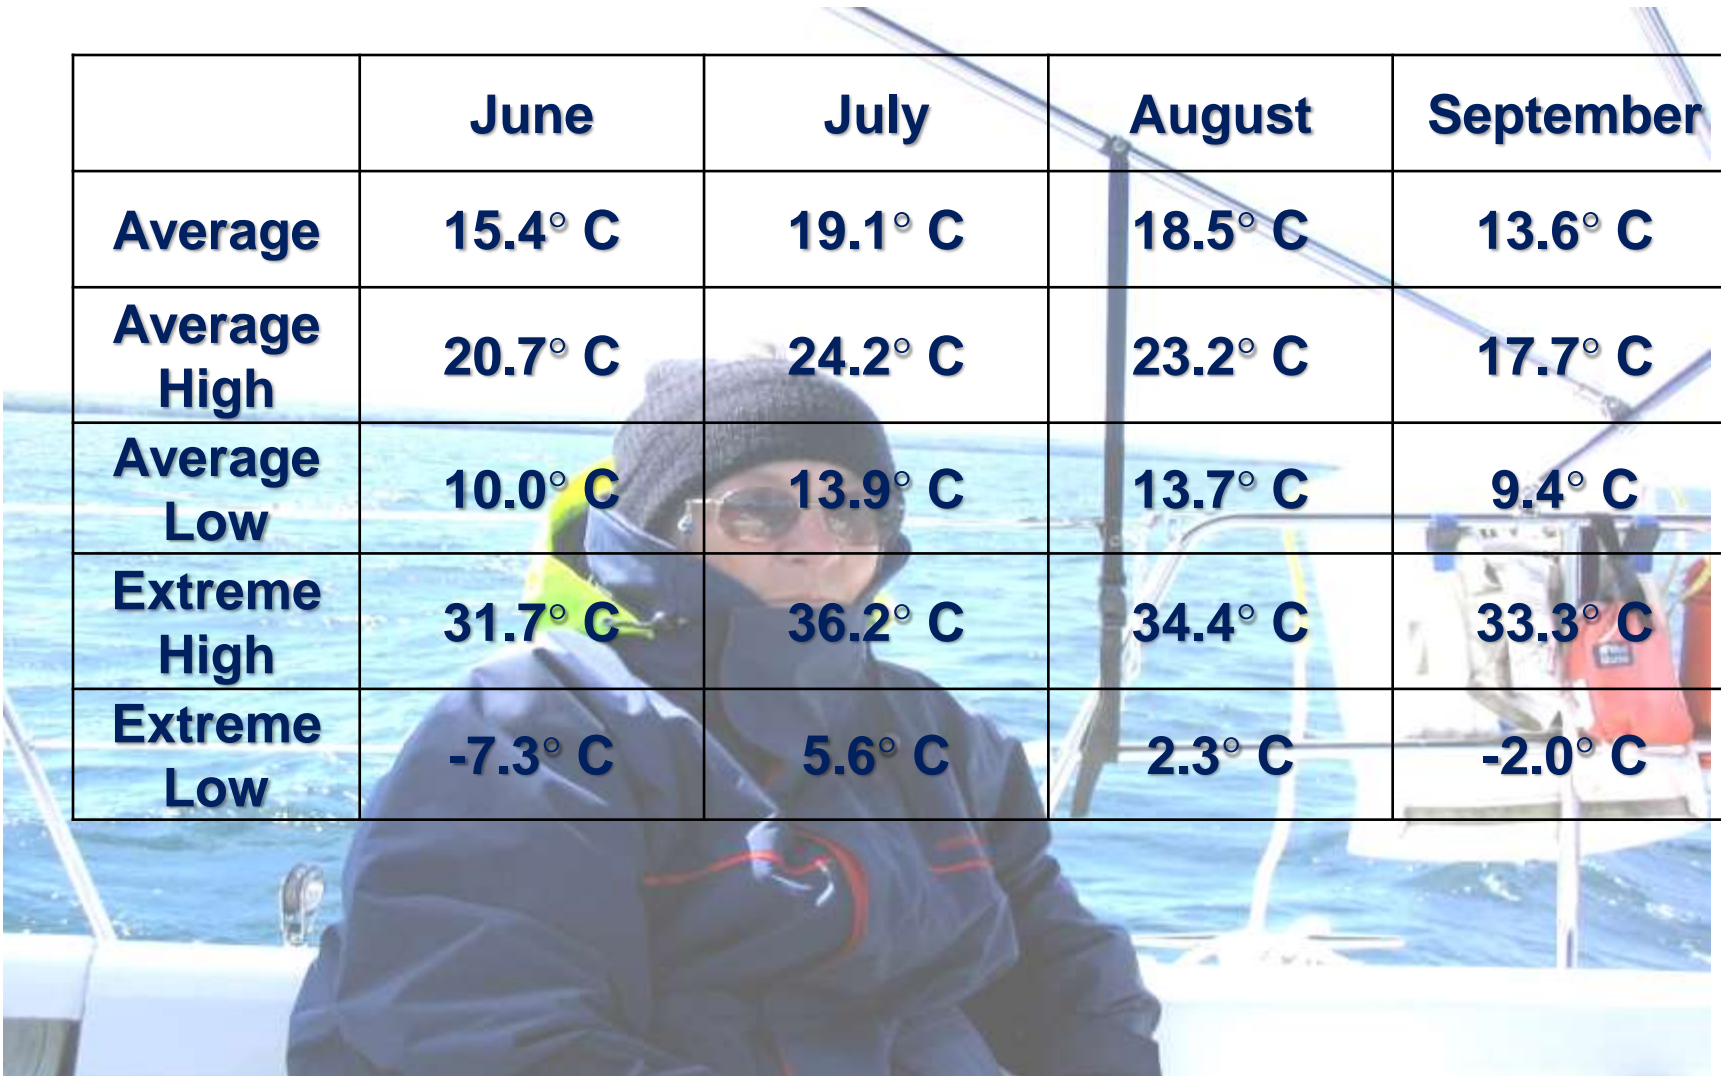 June July August September
Average 15.4° C 19.1° C 18.5° C 13.6° C
Average
High 20.7° C 24.2° C 23.2° C 17.7° C
Average
Low 10.0° C 13.9° C 13.7° C 9.4° C
Extreme
High 31.7° C 36.2° C 34.4° C 33.3° C
Extreme
Low -7.3° C 5.6° C 2.3° C -2.0° C